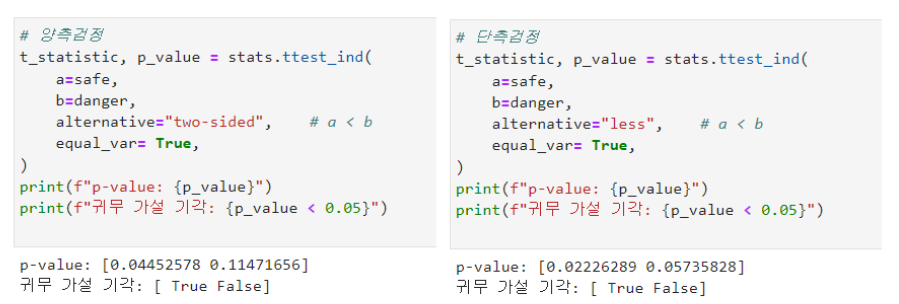 # 양측검정
t_statistic, p_value = stats.ttest_ind(
    a=safe,
    b=danger,
    alternative="two-sided",    # a < b
    equal_var= True,
)
print(f"p-value: {p_value}")
print(f"귀무 가설 기각: {p_value < 0.05}")
p-value: [0.04452578 0.11471656]
귀무 가설 기각: [ True False]
# 단측검정
t_statistic, p_value = stats.ttest_ind(
    a=safe,
    b=danger,
    alternative="less",    # a < b
    equal_var= True,
)
print(f"p-value: {p_value}")
print(f"귀무 가설 기각: {p_value < 0.05}")
p-value: [0.02226289 0.05735828]
귀무 가설 기각: [ True False]